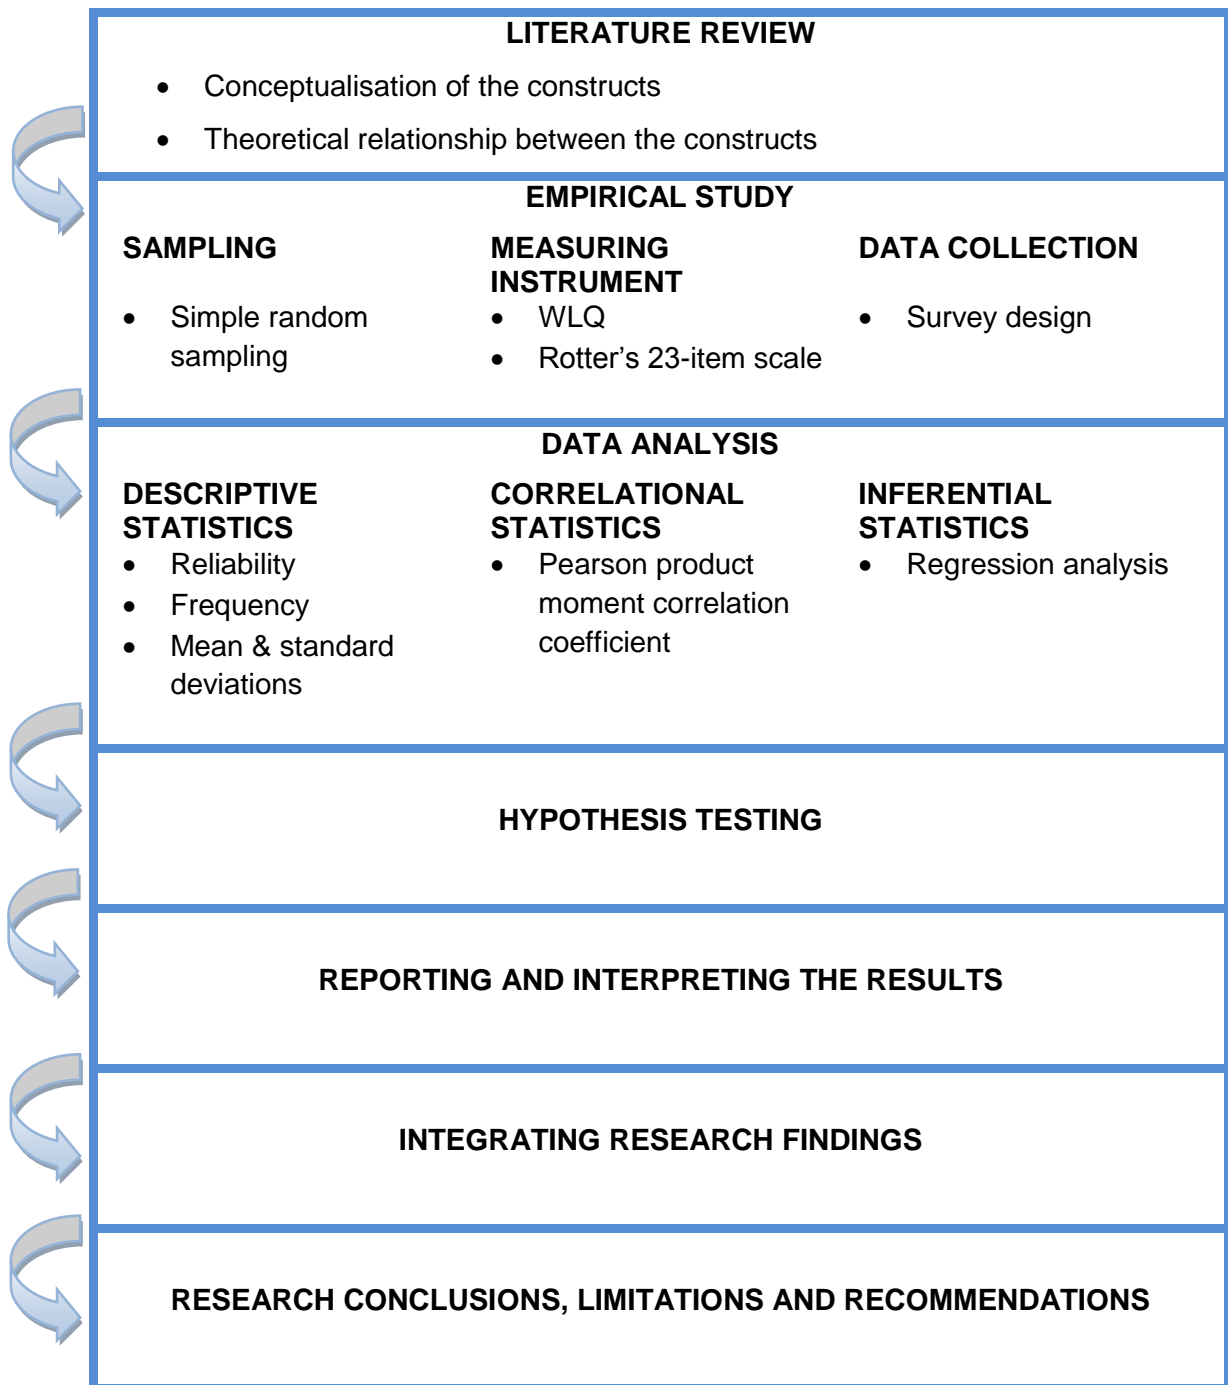 LITERATURE REVIEW
• Conceptualisation of the constructs
• Theoretical relationship between the constructs
EMPIRICAL STUDY
SAMPLING
• Simple random
sampling
MEASURING
INSTRUMENT
• WLQ
• Rotter’s 23-item scale
DATA COLLECTION
• Survey design
DATA ANALYSIS
DESCRIPTIVE
STATISTICS
• Reliability
• Frequency
• Mean & standard
deviations
CORRELATIONAL
STATISTICS
• Pearson product
moment correlation
coefficient
INFERENTIAL
STATISTICS
• Regression analysis
HYPOTHESIS TESTING
REPORTING AND INTERPRETING THE RESULTS
INTEGRATING RESEARCH FINDINGS
RESEARCH CONCLUSIONS, LIMITATIONS AND RECOMMENDATIONS